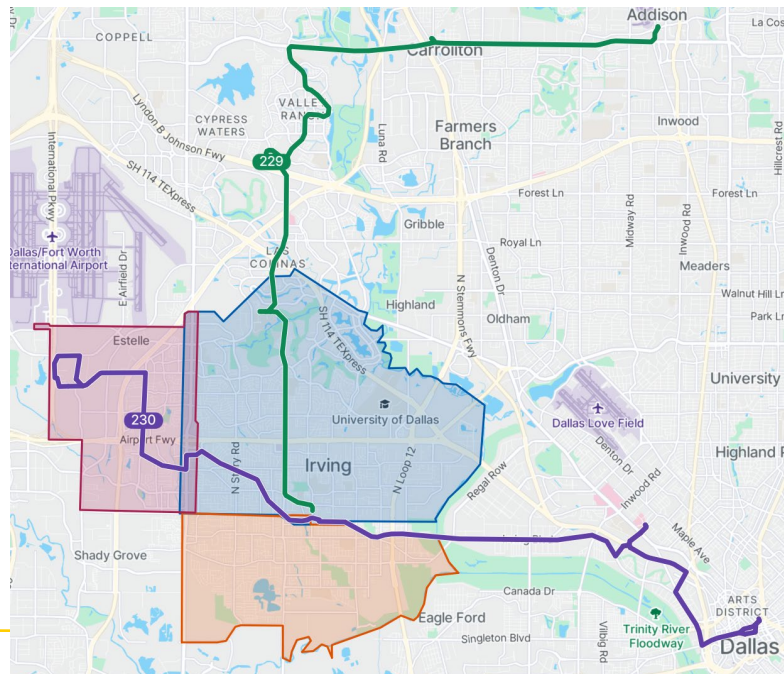 Addison
COPPELL
La Co
Carrollton
Lyndon B Johnson Fwy
CYPRESS
WATERS
Luna Rd
Farmers
Branch
Inwood
International Pkwy
SH 114 TEXpress
229
Hillcrest Rd
Forest Ln
Forest Ln
Midway Rd
Inwood Rd
Gribble
Royal Ln
Dallas/Fort Worth
International Airport
E Airfield Dr
Denton Dr
N Stemmons Fwy
Meaders
Walnut Hill Ln
Park Ln
Highland
Oldham
SH 114 TEXpress
Estelle
University
230
University of Dallas
Dallas Love Field
Airport Fwy
Denton Dr
Highland P
N Story Rd
Irving
N Loop 12
Regal Row
Inwood Rd
Maple Ave
Shady Grove
Canada Dr
ARTS
DISTRICT
Eagle Ford
Singleton Blvd
Vilbig Rd
Trinity River
Floodway
Dallas